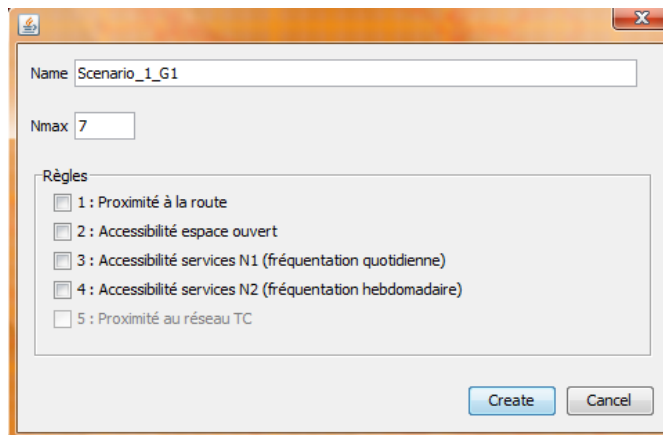 Name Scenario_1_G1
Nmax 7
Règles
1 : Proximité à la route
2 : Accessibilité espace ouvert
3 : Accessibilité services N1 (fréquentation quotidienne)
4 : Accessibilité services N2 (fréquentation hebdomadaire)
5 : Proximité au réseau TC
Create Cancel